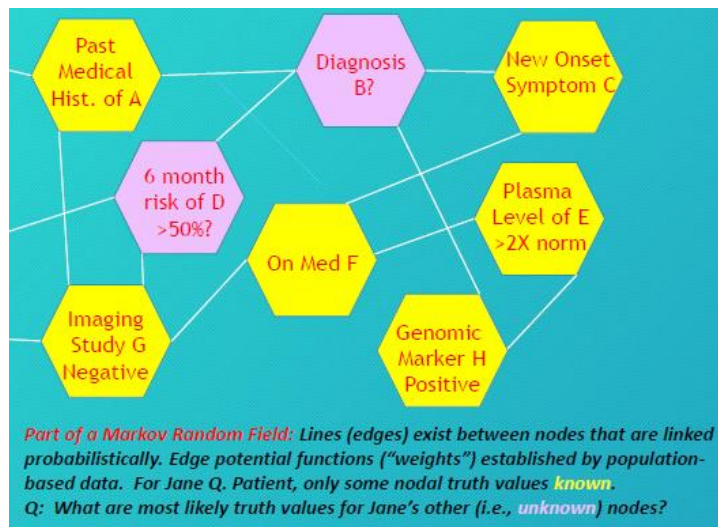 Past
Medical
Hist. of A
Diagnosis
B?
New Onset
Symptom C
6 month
risk of D
>50%?
On Med F
Plasma
Level of E
>2X norm
Imaging
Study G
Negative
Genomic
Marker H
Positive
Part of a Markov Random Field: Lines (edges) exist between nodes that are linked
probabilistically. Edge potential functions (“weights”) established by population-
based data. For Jane Q. Patient, only some nodal truth values known.
Q: What are most likely truth values for Jane’s other (i.e., unknown) nodes?